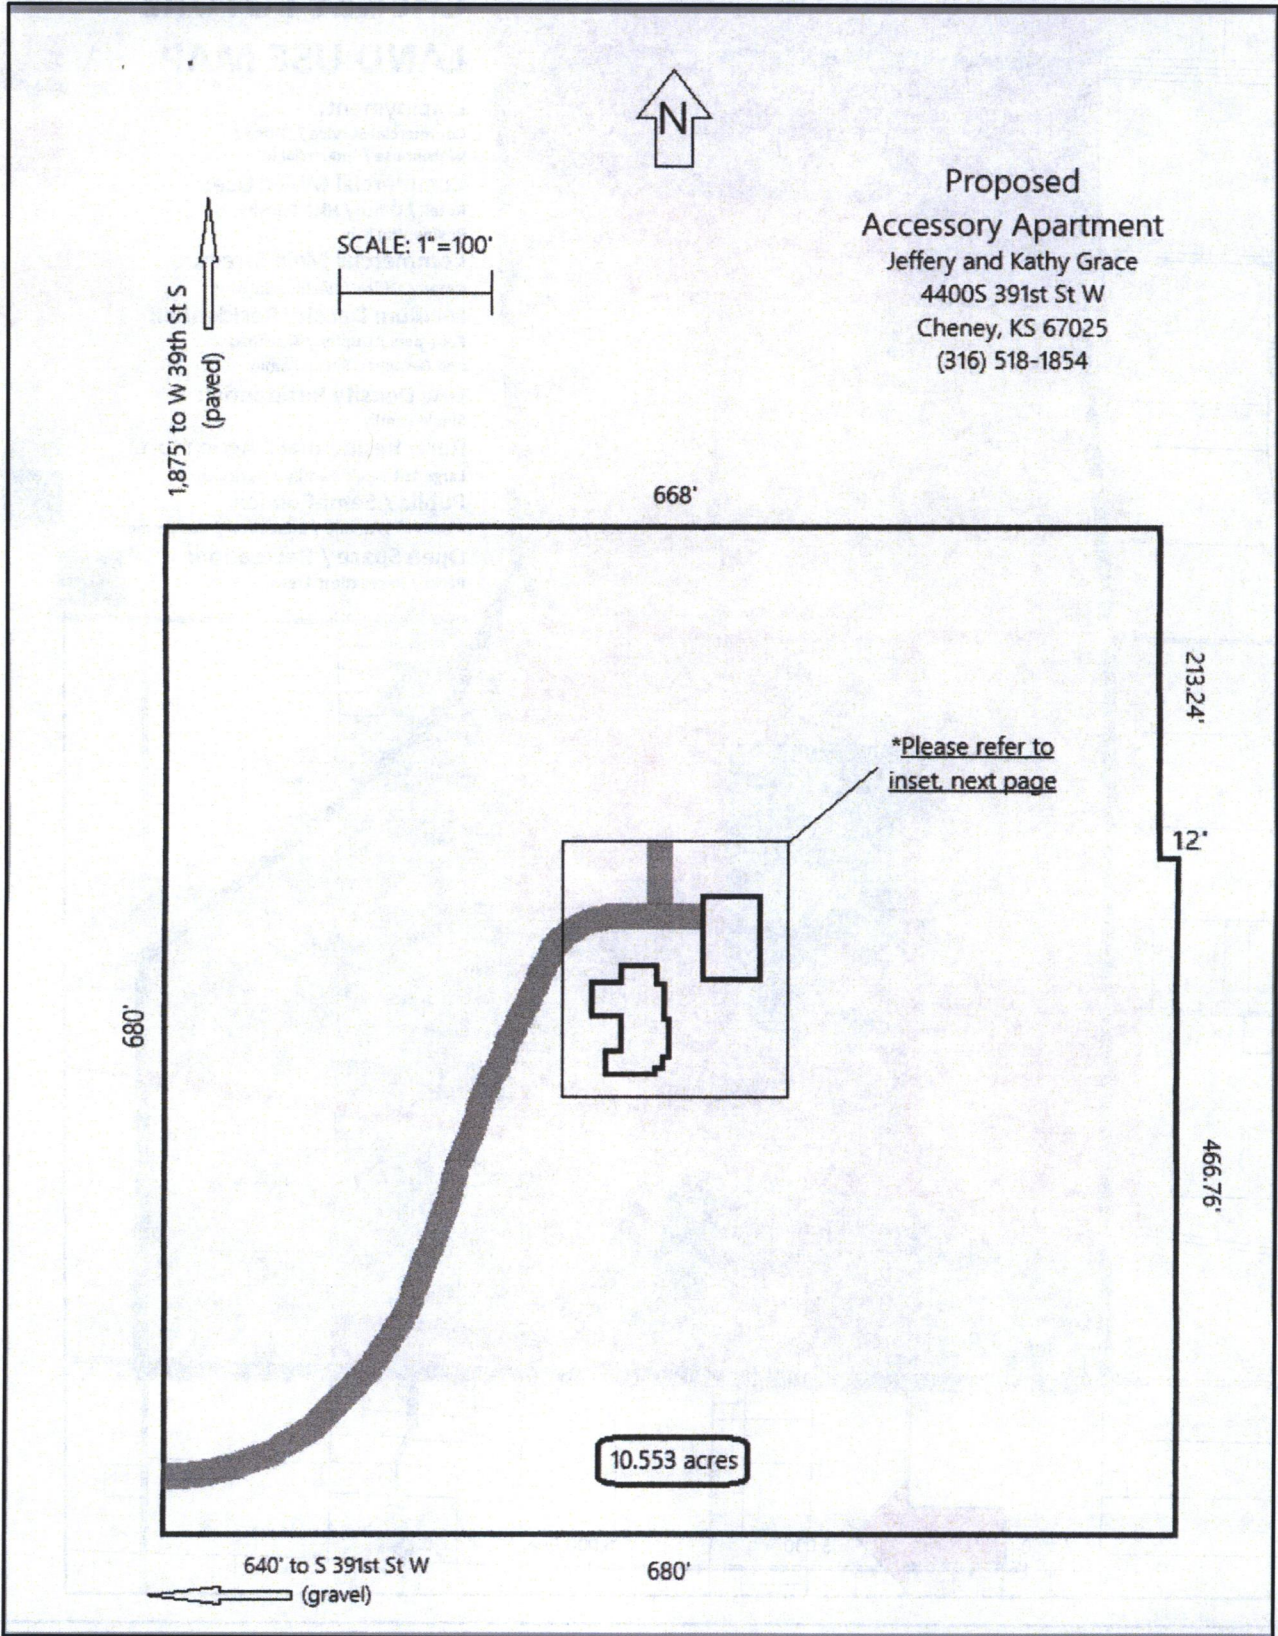 N
Proposed
Accessory Apartment
Jeffery and Kathy Grace
4400S 391st St W
Cheney, KS 67025
(316) 518-1854
SCALE: 1"=100'
1,875' to W 39th St S
(paved)
668'
213.24'
*Please refer to
inset, next page
12'
680'
466.76'
10.553 acres
640' to S 391st St W
(gravel)
680'